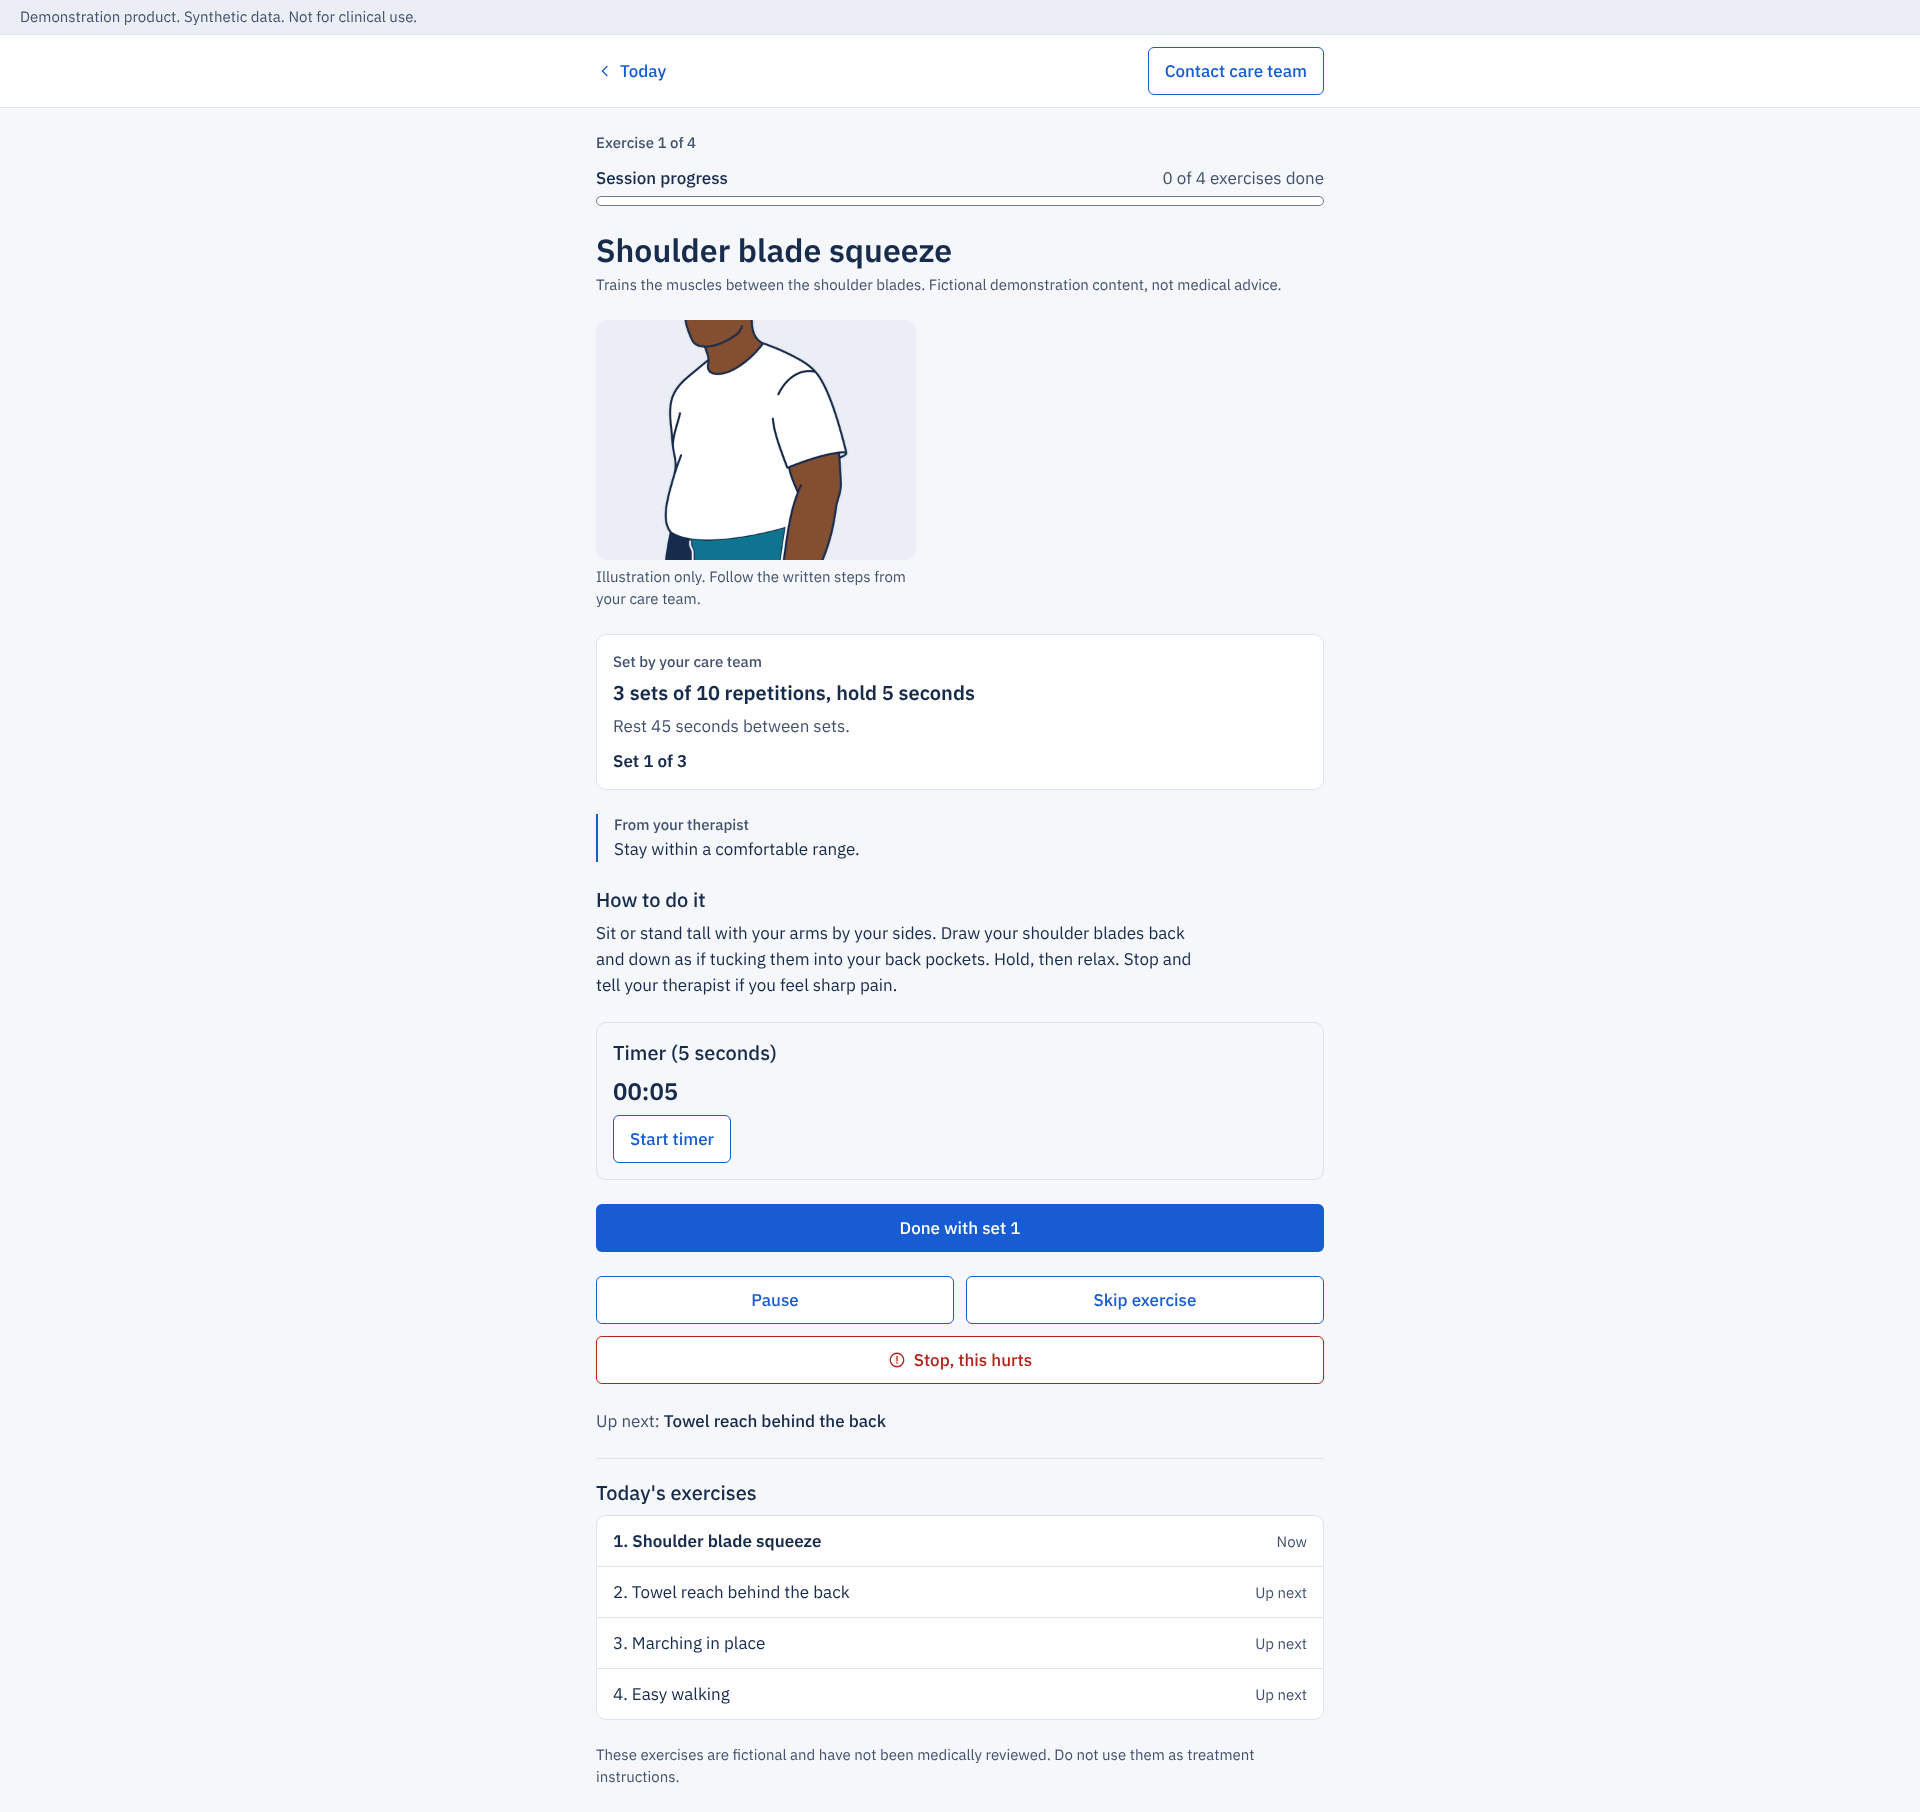 Demonstration product. Synthetic data. Not for clinical use.
Today
Contact care team
Exercise 1 of 4
Session progress
0 of 4 exercises done
Shoulder blade squeeze
Trains the muscles between the shoulder blades. Fictional demonstration content, not medical advice.
Illustration only. Follow the written steps from
your care team.
Set by your care team
3 sets of 10 repetitions, hold 5 seconds
Rest 45 seconds between sets.
Set 1 of 3
From your therapist
Stay within a comfortable range.
How to do it
Sit or stand tall with your arms by your sides. Draw your shoulder blades back
and down as if tucking them into your back pockets. Hold, then relax. Stop and
tell your therapist if you feel sharp pain.
Timer (5 seconds)
00:05
Start timer
Done with set 1
Pause
Skip exercise
Stop, this hurts
Up next: Towel reach behind the back
Today's exercises
1. Shoulder blade squeeze
Now
2. Towel reach behind the back
Up next
3. Marching in place
Up next
4. Easy walking
Up next
These exercises are fictional and have not been medically reviewed. Do not use them as treatment
instructions.